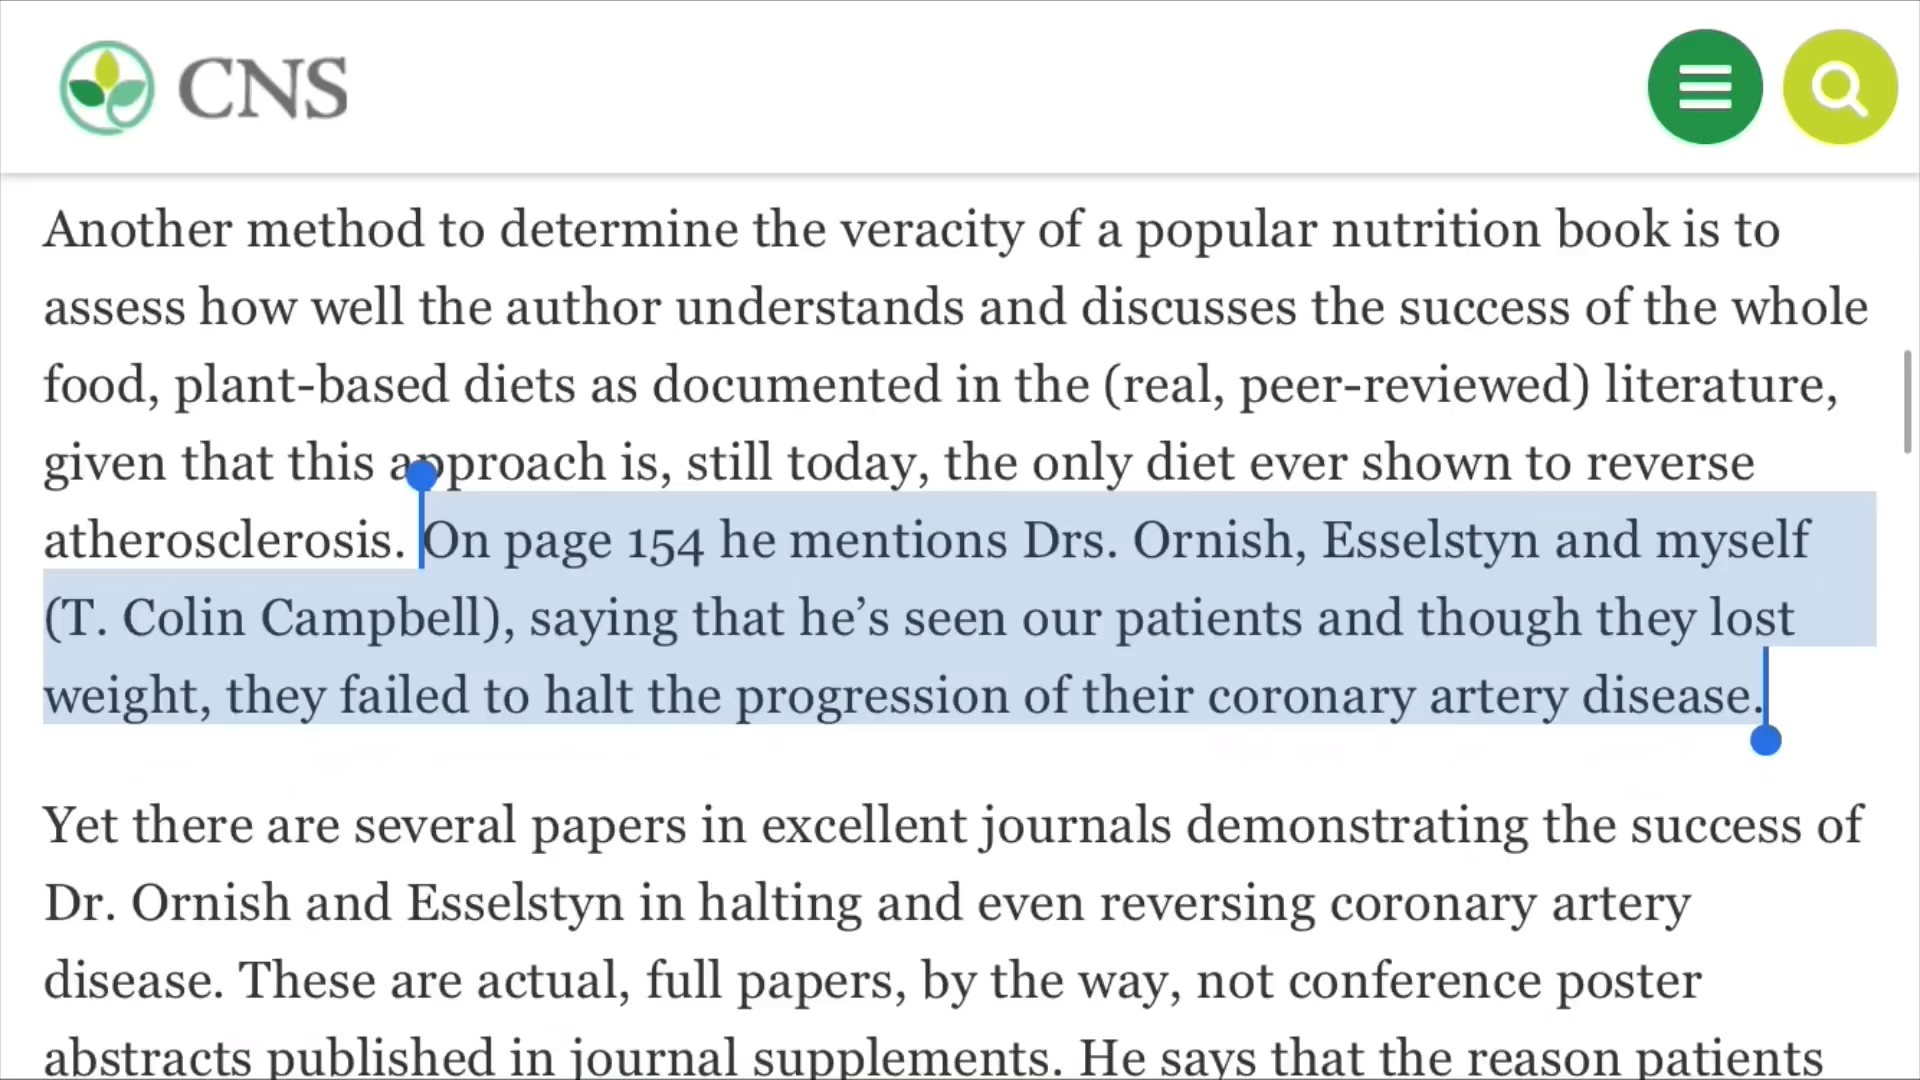 CNS
Another method to determine the veracity of a popular nutrition book is to
assess how well the author understands and discusses the success of the whole
food, plant-based diets as documented in the (real, peer-reviewed) literature,
given that this approach is, still today, the only diet ever shown to reverse
atherosclerosis. On page 154 he mentions Drs. Ornish, Esselstyn and myself
(T. Colin Campbell), saying that he’s seen our patients and though they lost
weight, they failed to halt the progression of their coronary artery disease.
Yet there are several papers in excellent journals demonstrating the success of
Dr. Ornish and Esselstyn in halting and even reversing coronary artery
disease. These are actual, full papers, by the way, not conference poster
abstracts published in journal supplements. He says that the reason patients